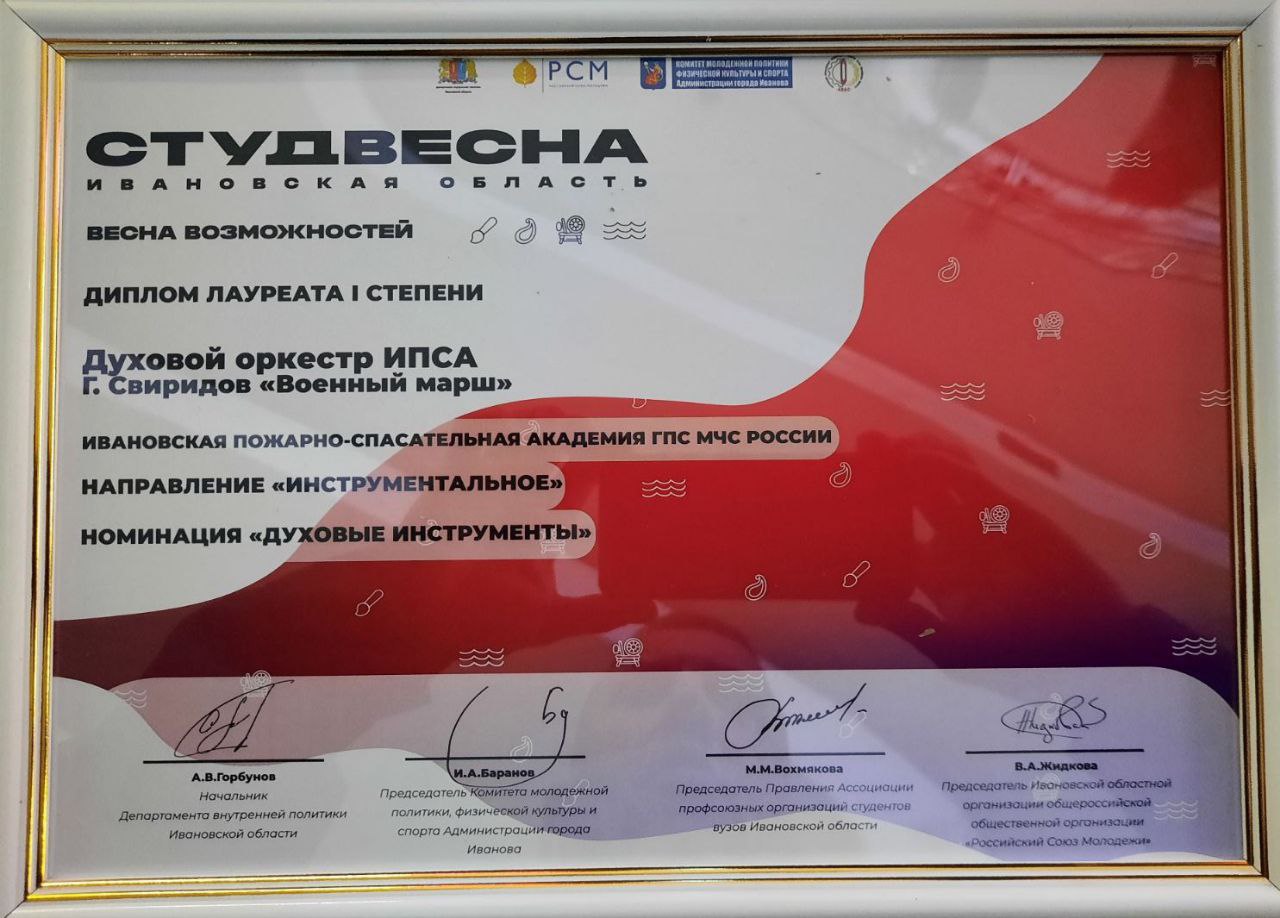 РСМ
КОМИТЕТ МОЛОДЕЖНОЙ ПОЛИТИКИ
ФИЗИЧЕСКОЙ КУЛЬТУРЫ И СПОРТА
Администрации города Иванова
СТУДВЕСНА
ИВАНОВСКАЯ ОБЛАСТЬ
ВЕСНА ВОЗМОЖНОСТЕЙ
ДИПЛОМ ЛАУРЕАТА I СТЕПЕНИ
Духовой оркестр ИПСА
Г. Свиридов «Военный марш»
ИВАНОВСКАЯ ПОЖАРНО-СПАСАТЕЛЬНАЯ АКАДЕМИЯ ГПС МЧС РОССИИ
НАПРАВЛЕНИЕ «ИНСТРУМЕНТАЛЬНОЕ»
НОМИНАЦИЯ «ДУХОВЫЕ ИНСТРУМЕНТЫ»
А.В.Горбунов
Начальник
Департамента внутренней политики
Ивановской области
И.А.Баранов
Председатель Комитета молодежной
политики, физической культуры и
спорта Администрации города
Иванова
М.М.Вохмякова
Председатель Правления Ассоциации
профсоюзных организаций студентов
вузов Ивановской области
В.А.Жидкова
Председатель Ивановской областной
организации общероссийской
общественной организации
«Российский Союз Молодежи»